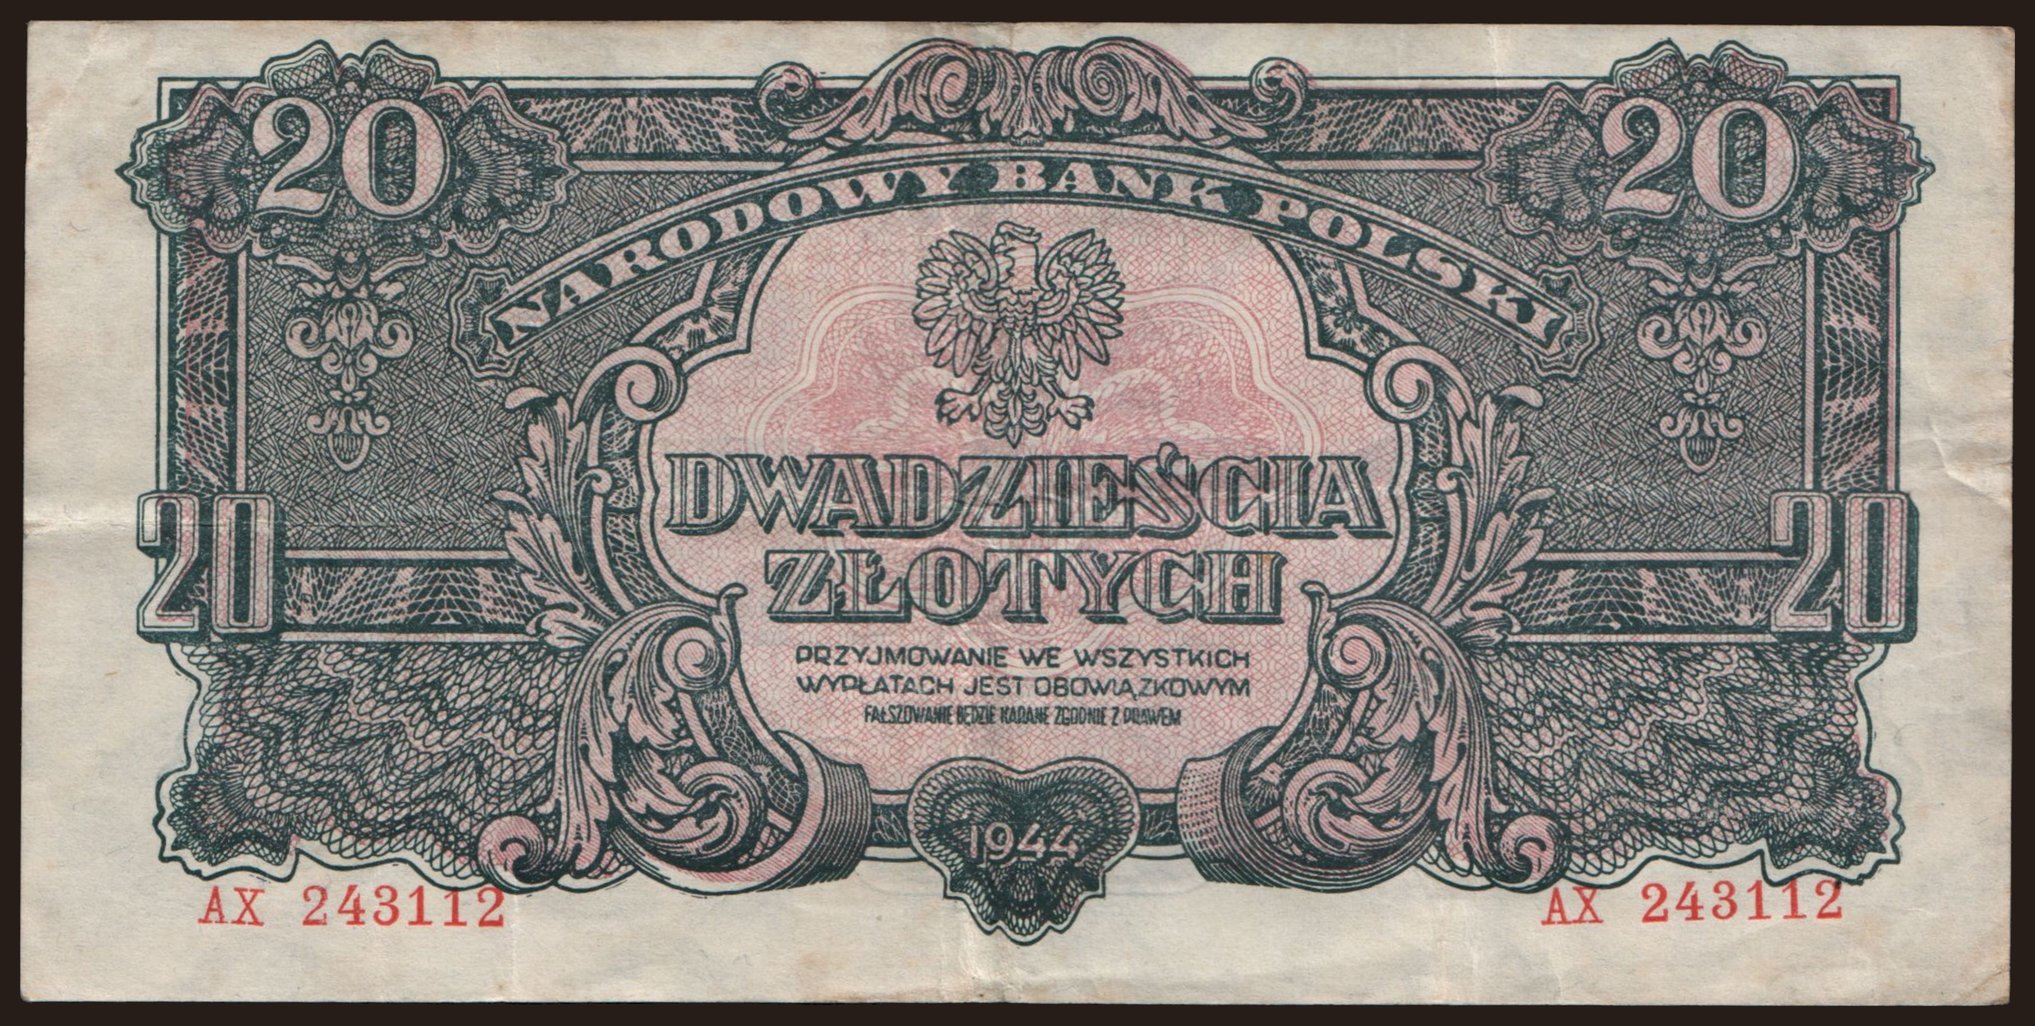 20 20
NARODOWY BANK POLSKI
DWADZIEŚCIA
20 20
ZŁOTYCH
PRZYJMOWANIE WE WSZYSTKICH
WYPŁATACH JEST OBOWIĄZKOWYM
FAŁSZOWANIE BĘDZIE KARANE ZGODNIE Z PRAWEM
1944
AX 243112 AX 243112